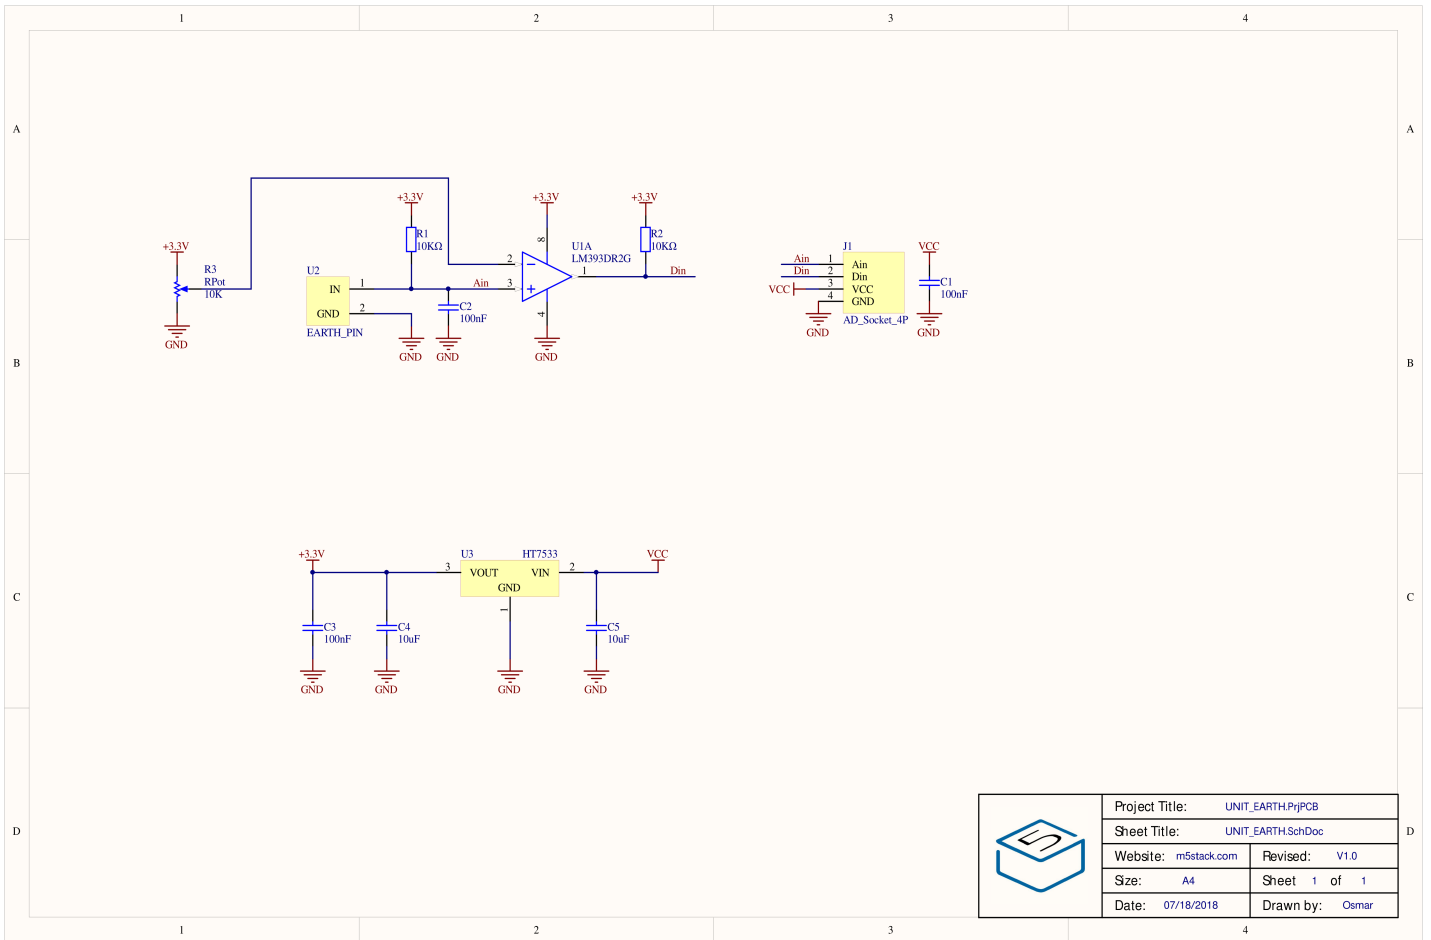 1 2 3 4
A A
+3.3V +3.3V +3.3V
R1
10KΩ
8
U1A
LM393DR2G
R2
10KΩ
+3.3V
R3
RPot
10K
GND
U2
IN 1
GND 2
EARTH_PIN
Ain
2
3
1
4
Din
C2
100nF
GND GND GND
J1
Ain 1 Ain
Din 2 Din
VCC 3 VCC
4 GND
AD_Socket_4P
GND
VCC
C1
100nF
GND
B B
+3.3V U3 HT7533 VCC
3 VOUT VIN 2
GND
1
C3
100nF
C4
10uF
C5
10uF
GND GND GND GND
C C
D D
5
Project Title: UNIT_EARTH.PrjPCB
Sheet Title: UNIT_EARTH.SchDoc
Website: m5stack.com Revised: V1.0
Size: A4 Sheet 1 of 1
Date: 07/18/2018 Drawn by: Osmar
1 2 3 4